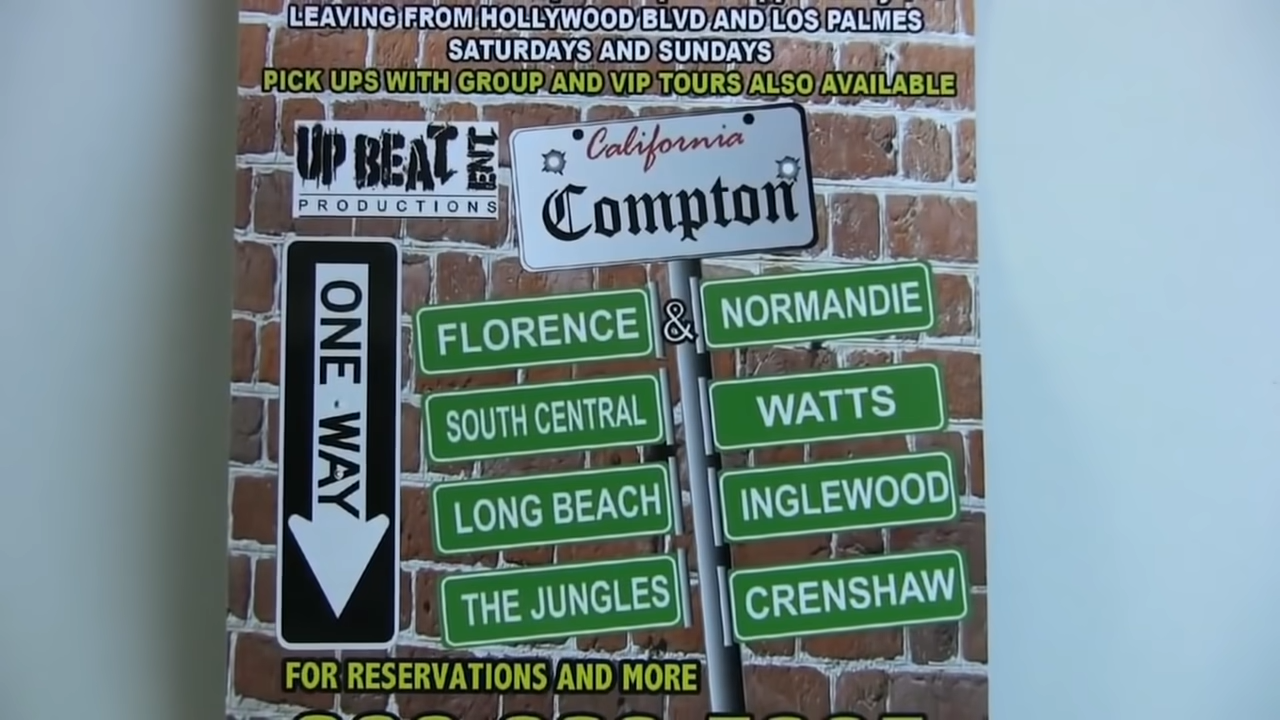 LEAVING FROM HOLLYWOOD BLVD AND LOS PALMES
SATURDAYS AND SUNDAYS
PICK UPS WITH GROUP AND VIP TOURS ALSO AVAILABLE
UP BEAT ENT
PRODUCTIONS
California
Compton
ONE WAY
FLORENCE & NORMANDIE
SOUTH CENTRAL
WATTS
LONG BEACH
INGLEWOOD
THE JUNGLES
CRENSHAW
FOR RESERVATIONS AND MORE